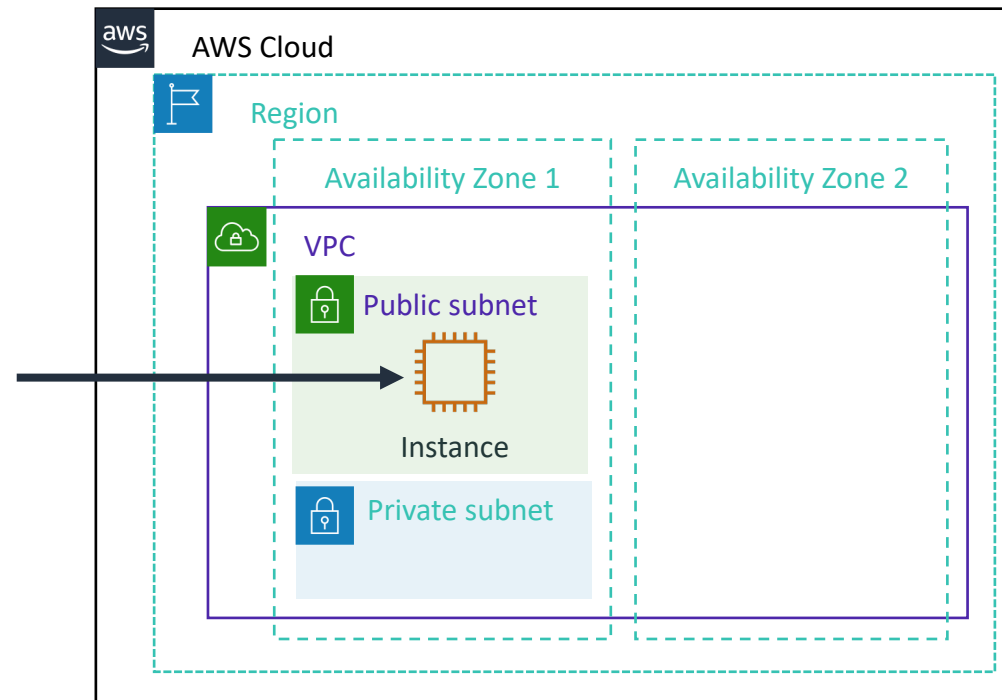 aws
AWS Cloud
Region
Availability Zone 1
Availability Zone 2
VPC
Public subnet
Instance
Private subnet